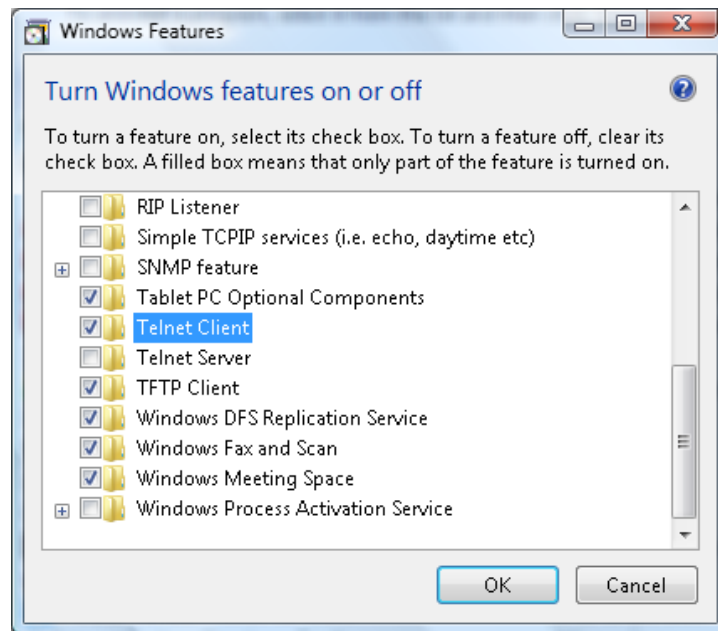 Windows Features
Turn Windows features on or off
To turn a feature on, select its check box. To turn a feature off, clear its
check box. A filled box means that only part of the feature is turned on.
RIP Listener
Simple TCPIP services (i.e. echo, daytime etc)
SNMP feature
Tablet PC Optional Components
Telnet Client
Telnet Server
TFTP Client
Windows DFS Replication Service
Windows Fax and Scan
Windows Meeting Space
Windows Process Activation Service
OK
Cancel